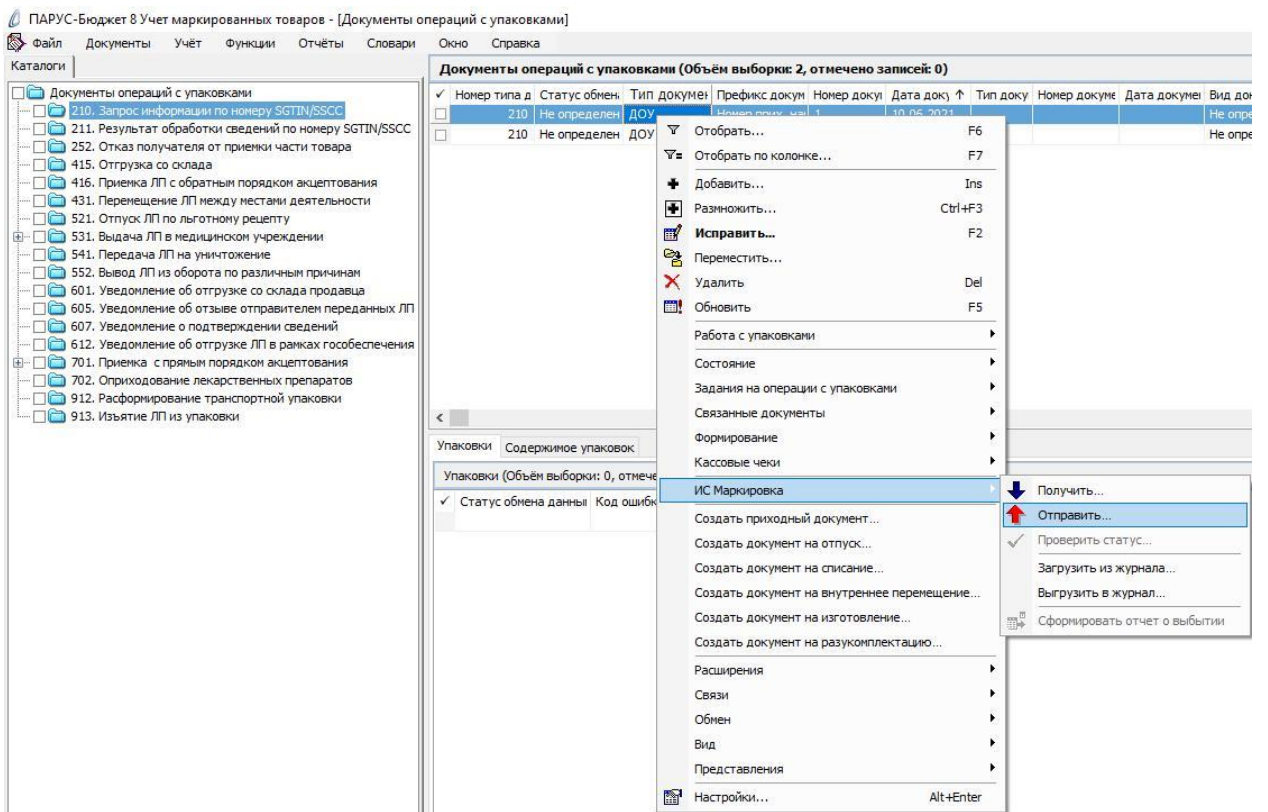 ПАРУС-Бюджет 8 Учет маркированных товаров - [Документы операций с упаковками]
Файл Документы Учёт Функции Отчёты Словари Окно Справка
Каталоги
Документы операций с упаковками
210. Запрос информации по номеру SGTIN/SSCC
211. Результат обработки сведений по номеру SGTIN/SSCC
252. Отказ получателя от приемки части товара
415. Отгрузка со склада
416. Приемка ЛП с обратным порядком акцептования
431. Перемещение ЛП между местами деятельности
521. Отпуск ЛП по льготному рецепту
531. Выдача ЛП в медицинском учреждении
541. Передача ЛП на уничтожение
552. Вывод ЛП из оборота по различным причинам
601. Уведомление об отгрузке со склада продавца
605. Уведомление об отзыве отправителем переданных ЛП
607. Уведомление о подтверждении сведений
612. Уведомление об отгрузке ЛП в рамках гособеспечения
701. Приемка с прямым порядком акцептования
702. Оприходование лекарственных препаратов
912. Расформирование транспортной упаковки
913. Изъятие ЛП из упаковки
Документы операций с упаковками (Объём выборки: 2, отмечено записей: 0)
Номер типа д Статус обмен Тип докумен Префикс докум Номер докуг Дата доку Тип доку Номер докуме Дата докумен Вид док
210 Не определен ДОУ 1 10.06.2021 Не опре
210 Не определен ДОУ Не опре
Отобрать... F6
Отобрать по колонке... F7
Добавить... Ins
Размножить... Ctrl+F3
Исправить... F2
Переместить...
Удалить Del
Обновить F5
Работа с упаковками
Состояние
Задания на операции с упаковками
Связанные документы
Формирование
Кассовые чеки
ИС Маркировка
Создать приходный документ...
Создать документ на отпуск...
Создать документ на списание...
Создать документ на внутреннее перемещение...
Создать документ на изготовление...
Создать документ на разукомплектацию...
Расширения
Связи
Обмен
Вид
Представления
Настройки... Alt+Enter
Получить...
Отправить...
Проверить статус...
Загрузить из журнала...
Выгрузить в журнал...
Сформировать отчет о выбытии
Упаковки Содержимое упаковок
Упаковки (Объём выборки: 0, отмече
Статус обмена данны Код ошибк